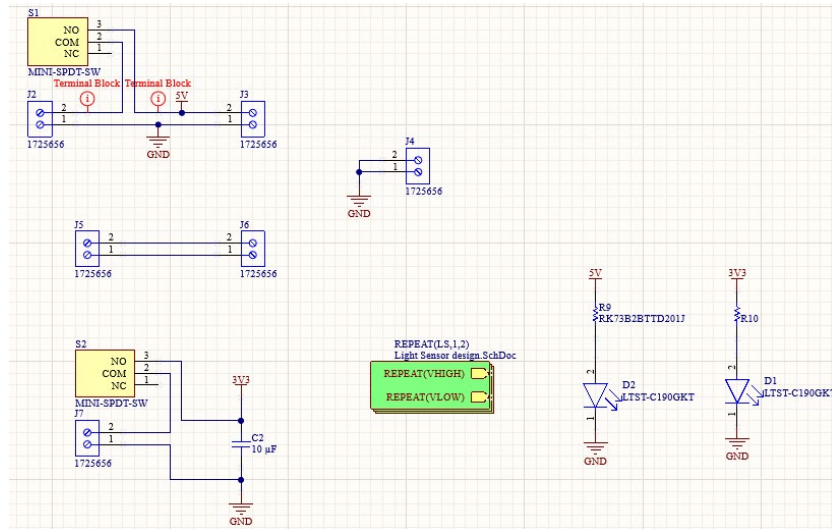 S1
NO 3
COM 2
NC 1
MINI-SPDT-SW
Terminal Block Terminal Block
J2
2
1
1725656
i
i
5V
GND
J3
2
1
1725656
J4
2
1
1725656
GND
J5
2
1
1725656
J6
2
1
1725656
S2
NO 3
COM 2
NC 1
MINI-SPDT-SW
J7
2
1
1725656
3V3
C2
10 µF
GND
REPEAT(LS,1,2)
Light Sensor design.SchDoc
REPEAT(VHIGH)
REPEAT(VLOW)
5V
R9
RK73B2BTTD201J
2
D2
LTST-C190GKT
1
GND
3V3
R10
2
D1
LTST-C190GKT
1
GND